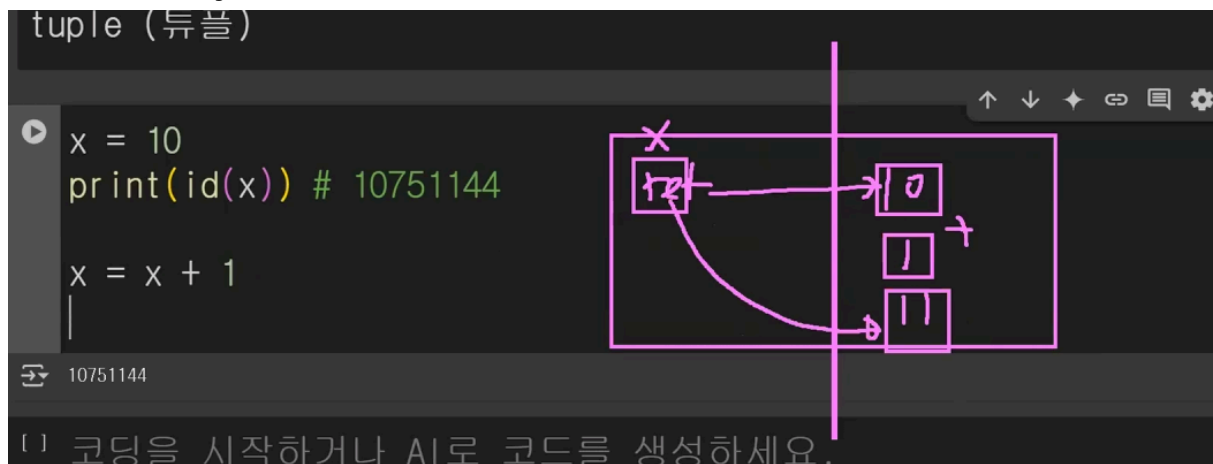 tuple (튜플)
x = 10
print(id(x)) # 10751144
x = x + 1
x
ref
10
1 +
11
10751144
[ ] 코딩을 시작하거나 AI로 코드를 생성하세요.